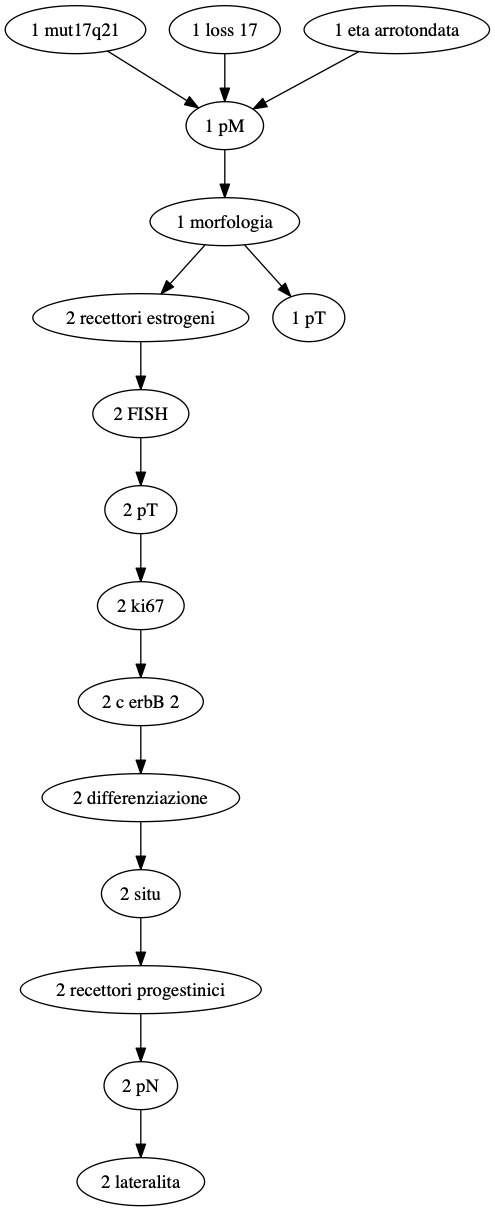 1 mut17q21
1 loss 17
1 eta arrotondata
1 pM
1 morfologia
2 recettori estrogeni
1 pT
2 FISH
2 pT
2 ki67
2 c erbB 2
2 differenziazione
2 situ
2 recettori progestinici
2 pN
2 lateralita